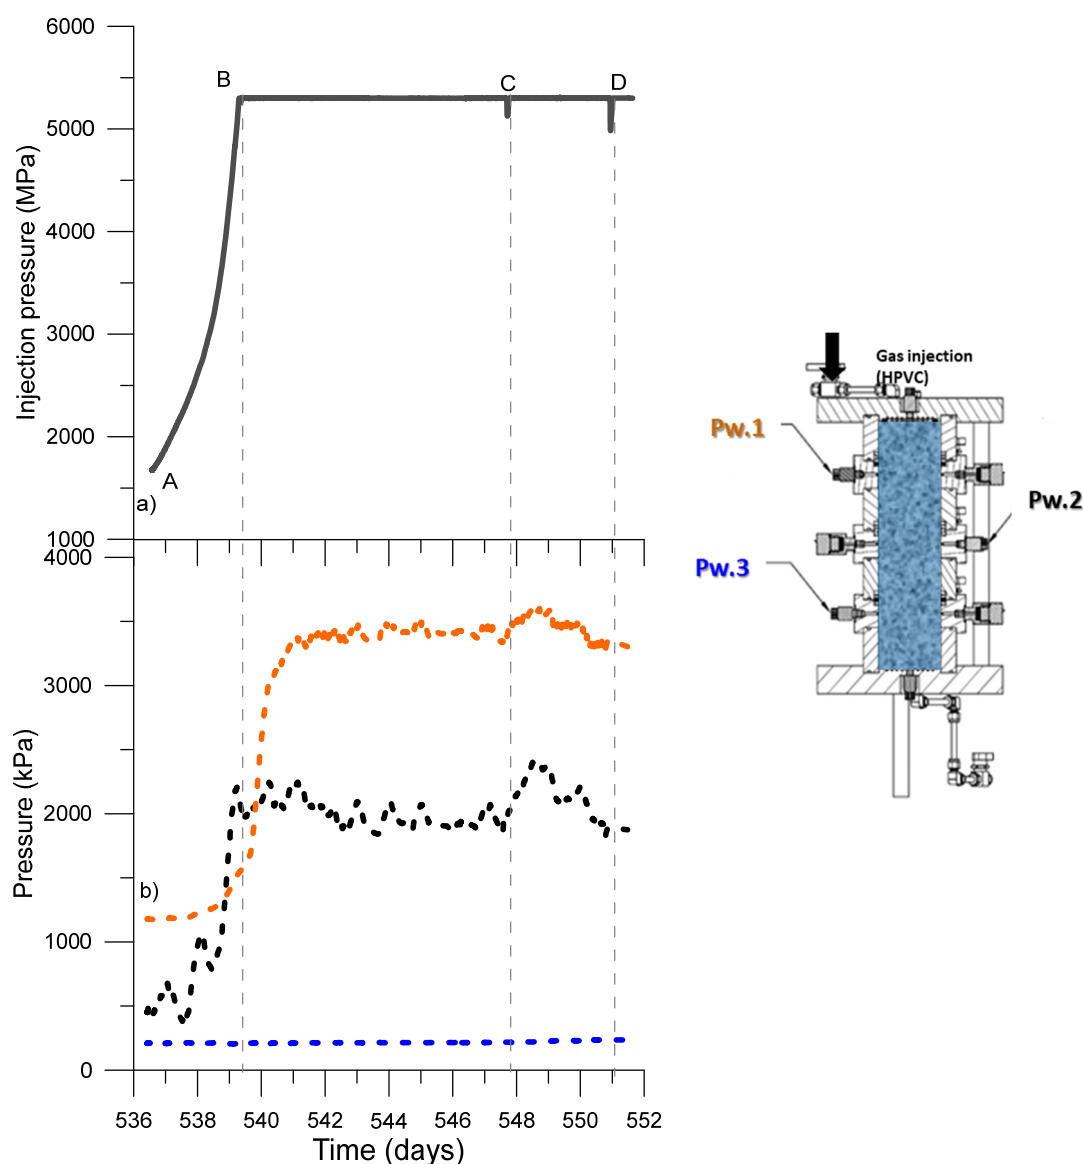 6000
5000
4000
3000
2000
1000
Injection pressure (MPa)
A
B
C
D
a)
4000
3000
2000
1000
0
Pressure (kPa)
b)
536
538
540
542
544
546
548
550
552
Time (days)
Gas injection
(HPVC)
Pw.1
Pw.2
Pw.3